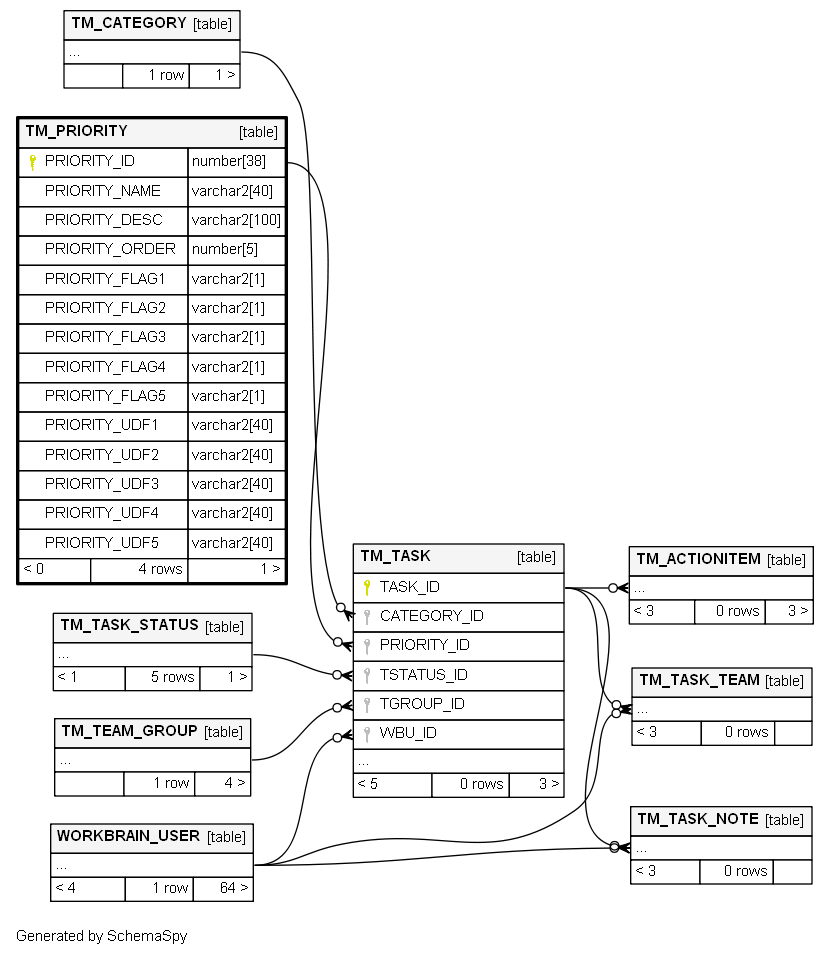 TM_CATEGORY [table]
...
1 row 1 >
TM_PRIORITY [table]
PRIORITY_ID number[38]
PRIORITY_NAME varchar2[40]
PRIORITY_DESC varchar2[100]
PRIORITY_ORDER number[5]
PRIORITY_FLAG1 varchar2[1]
PRIORITY_FLAG2 varchar2[1]
PRIORITY_FLAG3 varchar2[1]
PRIORITY_FLAG4 varchar2[1]
PRIORITY_FLAG5 varchar2[1]
PRIORITY_UDF1 varchar2[40]
PRIORITY_UDF2 varchar2[40]
PRIORITY_UDF3 varchar2[40]
PRIORITY_UDF4 varchar2[40]
PRIORITY_UDF5 varchar2[40]
< 0 4 rows 1 >
TM_TASK_STATUS [table]
...
< 1 5 rows 1 >
TM_TEAM_GROUP [table]
...
1 row 4 >
WORKBRAIN_USER [table]
...
< 4 1 row 64 >
TM_TASK [table]
TASK_ID
CATEGORY_ID
PRIORITY_ID
TSTATUS_ID
TGROUP_ID
WBU_ID
...
< 5 0 rows 3 >
TM_ACTIONITEM [table]
...
< 3 0 rows 3 >
TM_TASK_TEAM [table]
...
< 3 0 rows
TM_TASK_NOTE [table]
...
< 3 0 rows
Generated by SchemaSpy